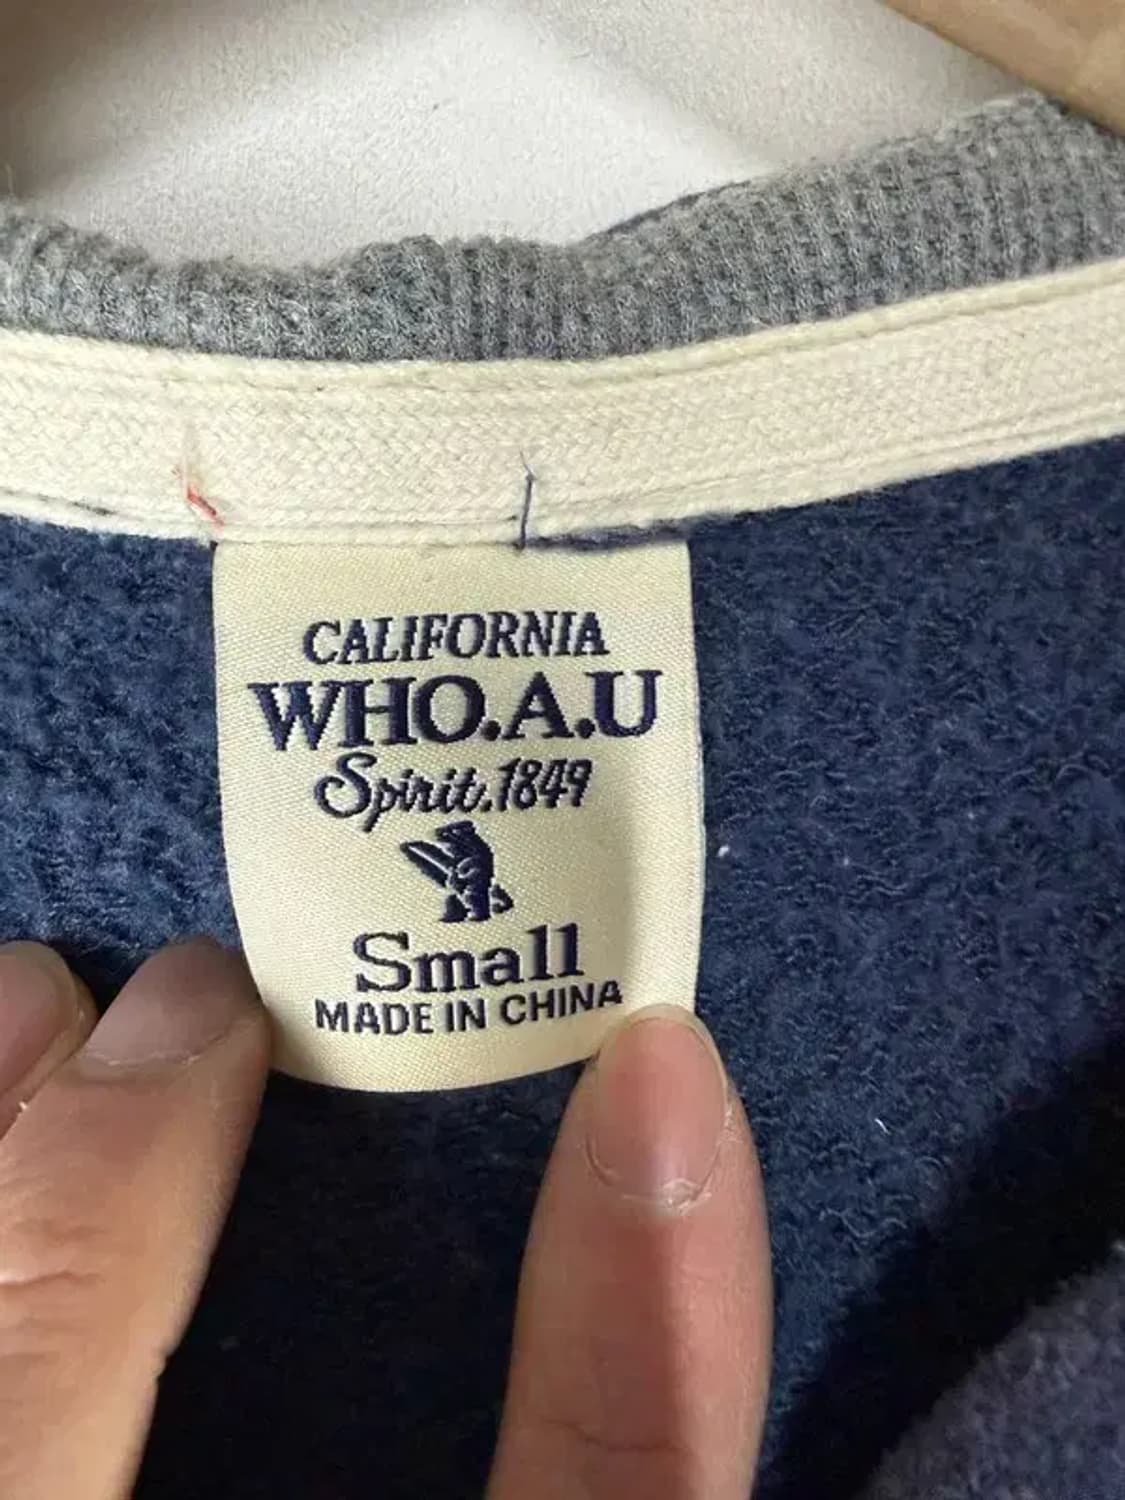 CALIFORNIA
WHO.A.U
Spirit.1849
Small
MADE IN CHINA